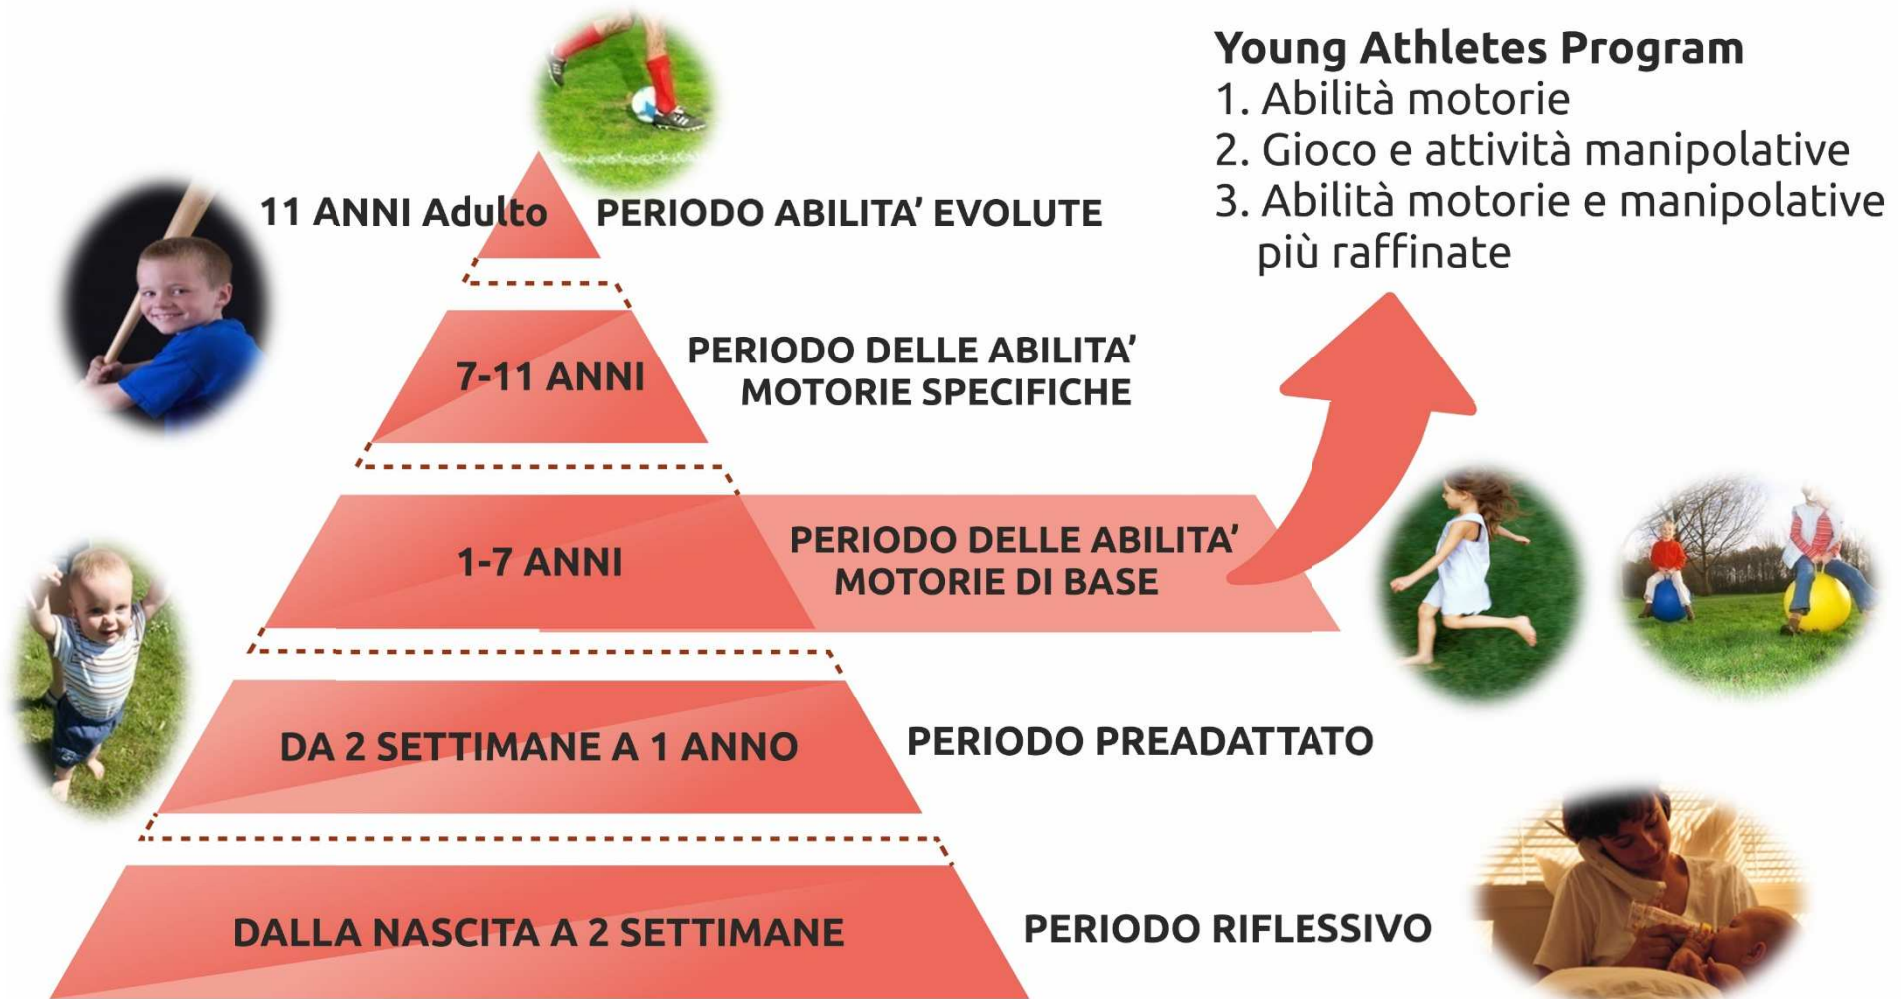 Young Athletes Program
1. Abilità motorie
2. Gioco e attività manipolative
3. Abilità motorie e manipolative
più raffinate
11 ANNI Adulto
PERIODO ABILITA’ EVOLUTE
7-11 ANNI
PERIODO DELLE ABILITA’
MOTORIE SPECIFICHE
1-7 ANNI
PERIODO DELLE ABILITA’
MOTORIE DI BASE
DA 2 SETTIMANE A 1 ANNO
PERIODO PREADATTATO
DALLA NASCITA A 2 SETTIMANE
PERIODO RIFLESSIVO